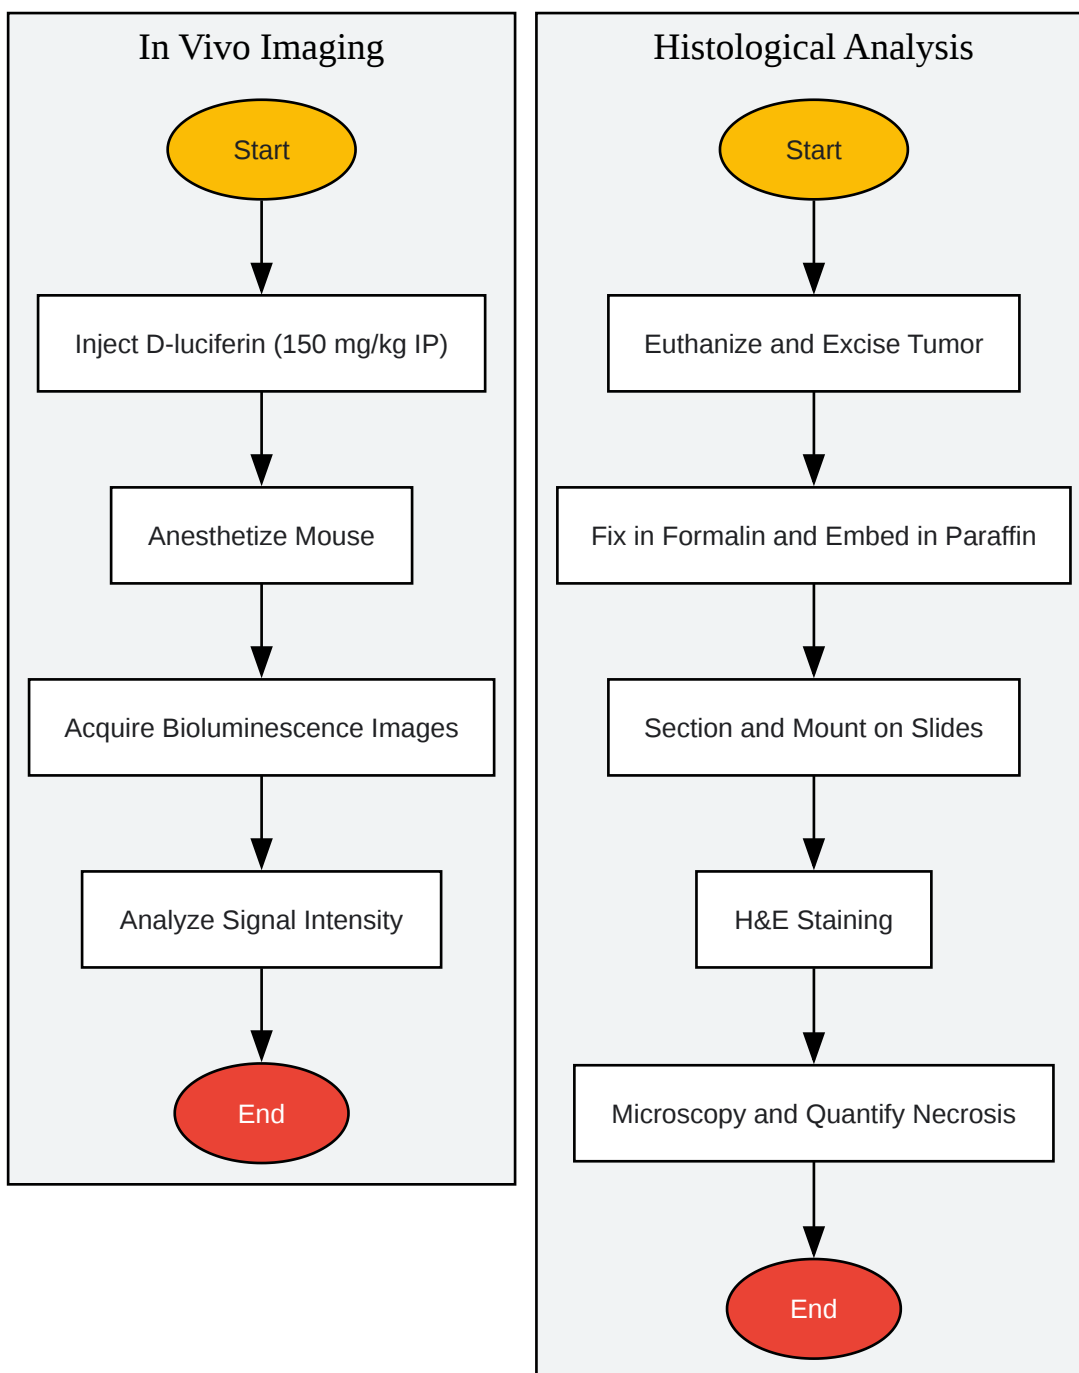 In Vivo Imaging
Start
Inject D-luciferin (150 mg/kg IP)
Anesthetize Mouse
Acquire Bioluminescence Images
Analyze Signal Intensity
End
Histological Analysis
Start
Euthanize and Excise Tumor
Fix in Formalin and Embed in Paraffin
Section and Mount on Slides
H&E Staining
Microscopy and Quantify Necrosis
End